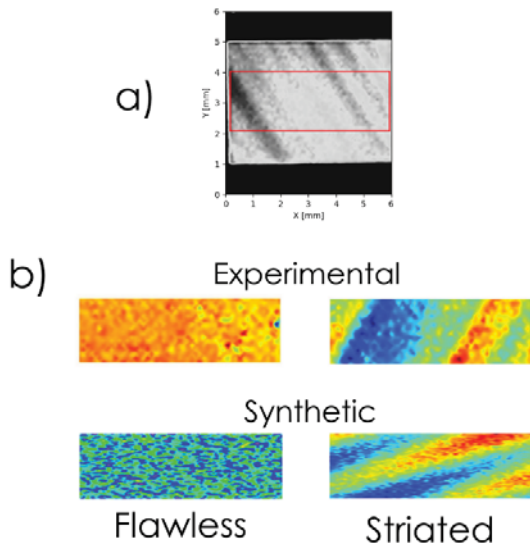 a)
6
5
4
3
2
1
0
Y [mm]
0 1 2 3 4 5 6
X [mm]
b)
Experimental
Synthetic
Flawless Striated